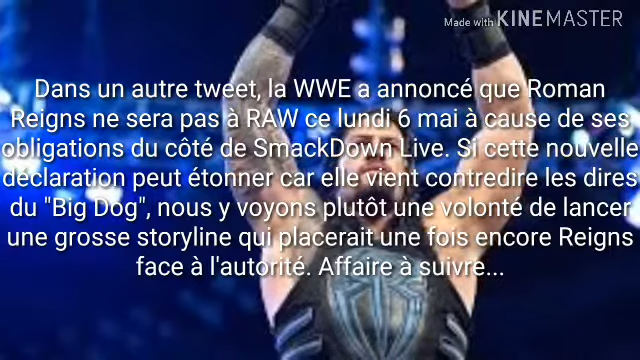 Made with KINEMASTER
Dans un autre tweet, la WWE a annoncé que Roman
Reigns ne sera pas à RAW ce lundi 6 mai à cause de ses
obligations du côté de SmackDown Live. Si cette nouvelle
déclaration peut étonner car elle vient contredire les dires
du "Big Dog", nous y voyons plutôt une volonté de lancer
une grosse storyline qui placerait une fois encore Reigns
face à l'autorité. Affaire à suivre...